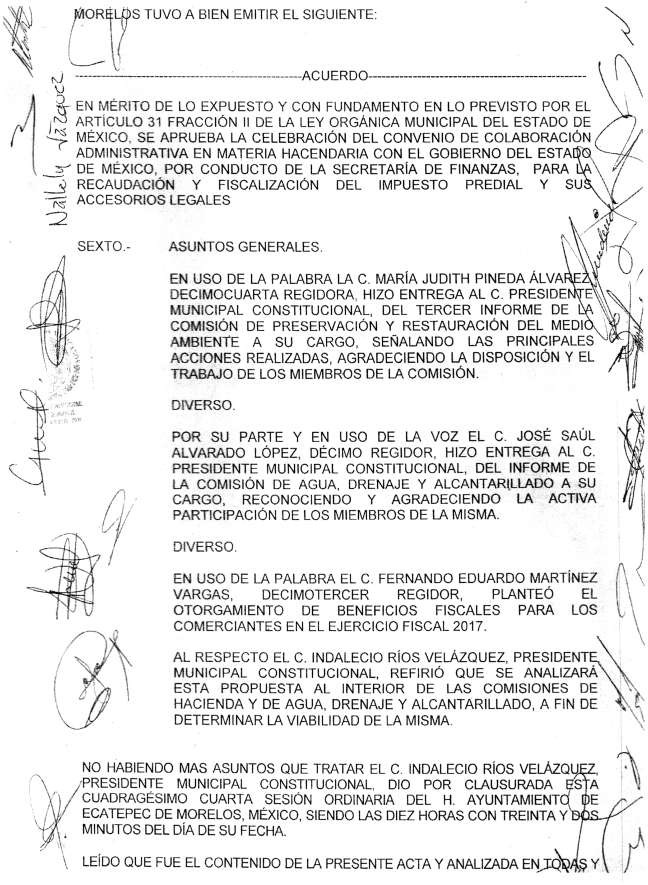 MORELOS TUVO A BIEN EMITIR EL SIGUIENTE:
----------ACUERDO----------
EN MÉRITO DE LO EXPUESTO Y CON FUNDAMENTO EN LO PREVISTO POR EL
ARTÍCULO 31 FRACCIÓN II DE LA LEY ORGÁNICA MUNICIPAL DEL ESTADO DE
MÉXICO, SE APRUEBA LA CELEBRACIÓN DEL CONVENIO DE COLABORACIÓN
ADMINISTRATIVA EN MATERIA HACENDARIA CON EL GOBIERNO DEL ESTADO
DE MÉXICO, POR CONDUCTO DE LA SECRETARÍA DE FINANZAS, PARA LA
RECAUDACIÓN Y FISCALIZACIÓN DEL IMPUESTO PREDIAL Y SUS
ACCESORIOS LEGALES
Nallely Vázquez
SEXTO.- ASUNTOS GENERALES.
EN USO DE LA PALABRA LA C. MARÍA JUDITH PINEDA ÁLVAREZ,
DECIMOCUARTA REGIDORA, HIZO ENTREGA AL C. PRESIDENTE
MUNICIPAL CONSTITUCIONAL, DEL TERCER INFORME DE LA
COMISIÓN DE PRESERVACIÓN Y RESTAURACIÓN DEL MEDIO
AMBIENTE A SU CARGO, SEÑALANDO LAS PRINCIPALES
ACCIONES REALIZADAS, AGRADECIENDO LA DISPOSICIÓN Y EL
TRABAJO DE LOS MIEMBROS DE LA COMISIÓN.
DIVERSO.
POR SU PARTE Y EN USO DE LA VOZ EL C. JOSÉ SAÚL
ALVARADO LÓPEZ, DÉCIMO REGIDOR, HIZO ENTREGA AL C.
PRESIDENTE MUNICIPAL CONSTITUCIONAL, DEL INFORME DE
LA COMISIÓN DE AGUA, DRENAJE Y ALCANTARILLADO A SU
CARGO, RECONOCIENDO Y AGRADECIENDO LA ACTIVA
PARTICIPACIÓN DE LOS MIEMBROS DE LA MISMA.
DIVERSO.
EN USO DE LA PALABRA EL C. FERNANDO EDUARDO MARTÍNEZ
VARGAS, DECIMOTERCER REGIDOR, PLANTEÓ EL
OTORGAMIENTO DE BENEFICIOS FISCALES PARA LOS
COMERCIANTES EN EL EJERCICIO FISCAL 2017.
AL RESPECTO EL C. INDALECIO RÍOS VELÁZQUEZ, PRESIDENTE
MUNICIPAL CONSTITUCIONAL, REFIRIÓ QUE SE ANALIZARÁ
ESTA PROPUESTA AL INTERIOR DE LAS COMISIONES DE
HACIENDA Y DE AGUA, DRENAJE Y ALCANTARILLADO, A FIN DE
DETERMINAR LA VIABILIDAD DE LA MISMA.
NO HABIENDO MAS ASUNTOS QUE TRATAR EL C. INDALECIO RÍOS VELÁZQUEZ,
PRESIDENTE MUNICIPAL CONSTITUCIONAL, DIO POR CLAUSURADA ESTA
CUADRAGÉSIMO CUARTA SESIÓN ORDINARIA DEL H. AYUNTAMIENTO DE
ECATEPEC DE MORELOS, MÉXICO, SIENDO LAS DIEZ HORAS CON TREINTA Y DOS
MINUTOS DEL DÍA DE SU FECHA.
LEÍDO QUE FUE EL CONTENIDO DE LA PRESENTE ACTA Y ANALIZADA EN TODAS Y